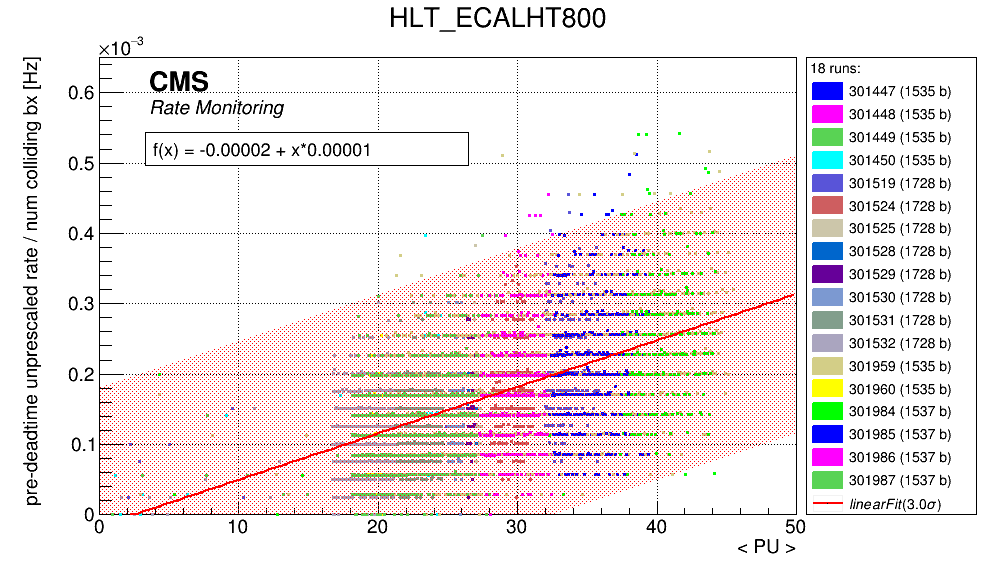 HLT_ECALHT800
×10⁻³
pre-deadtime unprescaled rate / num colliding bx [Hz]
CMS
Rate Monitoring
f(x) = -0.00002 + x*0.00001
0.6
0.5
0.4
0.3
0.2
0.1
0
0 10 20 30 40 50
< PU >
18 runs:
301447 (1535 b)
301448 (1535 b)
301449 (1535 b)
301450 (1535 b)
301519 (1728 b)
301524 (1728 b)
301525 (1728 b)
301528 (1728 b)
301529 (1728 b)
301530 (1728 b)
301531 (1728 b)
301532 (1728 b)
301959 (1535 b)
301960 (1535 b)
301984 (1537 b)
301985 (1537 b)
301986 (1537 b)
301987 (1537 b)
linearFit(3.0σ)